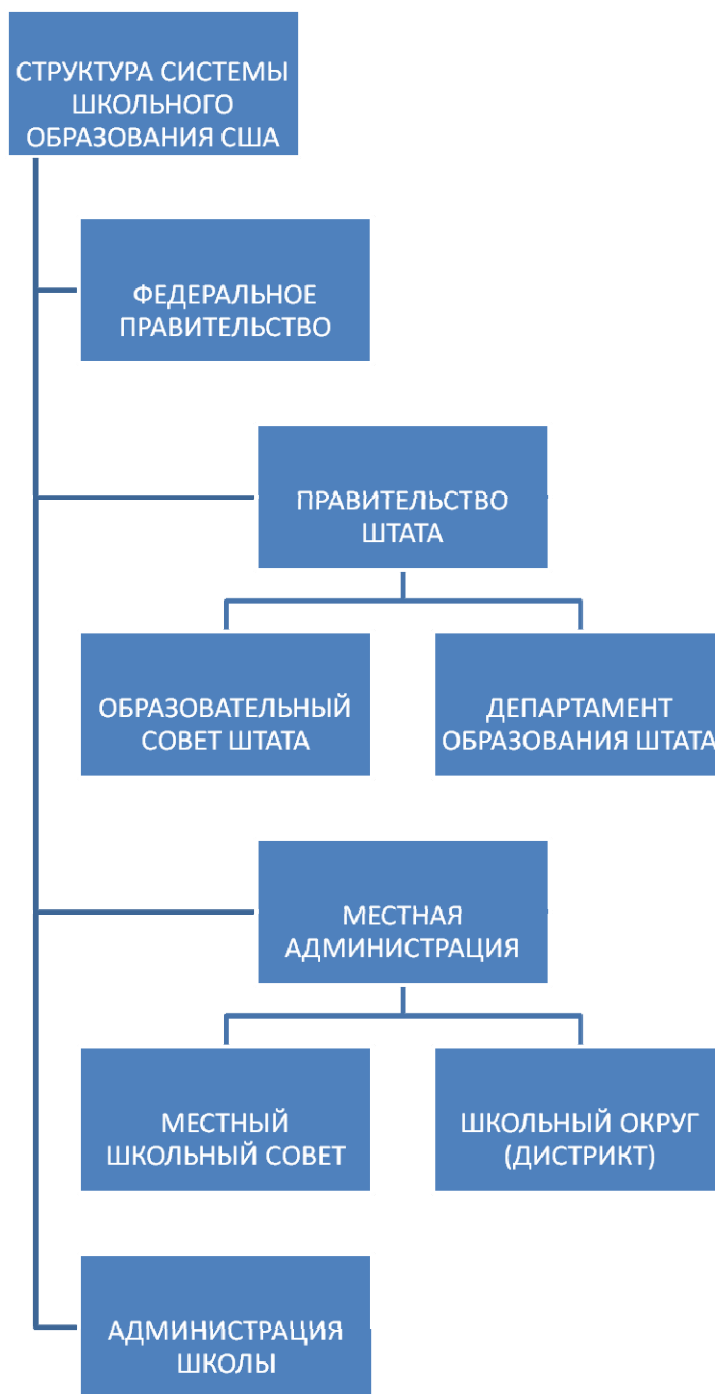 СТРУКТУРА СИСТЕМЫ
ШКОЛЬНОГО
ОБРАЗОВАНИЯ США
ФЕДЕРАЛЬНОЕ
ПРАВИТЕЛЬСТВО
ПРАВИТЕЛЬСТВО
ШТАТА
ОБРАЗОВАТЕЛЬНЫЙ
СОВЕТ ШТАТА
ДЕПАРТАМЕНТ
ОБРАЗОВАНИЯ ШТАТА
МЕСТНАЯ
АДМИНИСТРАЦИЯ
МЕСТНЫЙ
ШКОЛЬНЫЙ СОВЕТ
ШКОЛЬНЫЙ ОКРУГ
(ДИСТРИКТ)
АДМИНИСТРАЦИЯ
ШКОЛЫ